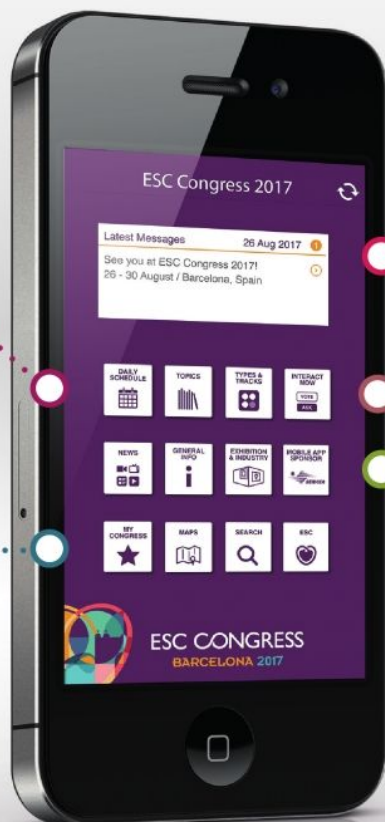 ESC Congress 2017
Latest Messages 26 Aug 2017 1
See you at ESC Congress 2017!
26 - 30 August / Barcelona, Spain
DAILY SCHEDULE
TOPICS
TYPES & TRACKS
INTERACT NOW
VOTE
ASK
NEWS
GENERAL INFO
i
EXHIBITION & INDUSTRY
MOBILE APP SPONSOR
MY CONGRESS
MAPS
SEARCH
ESC
ESC CONGRESS
BARCELONA 2017